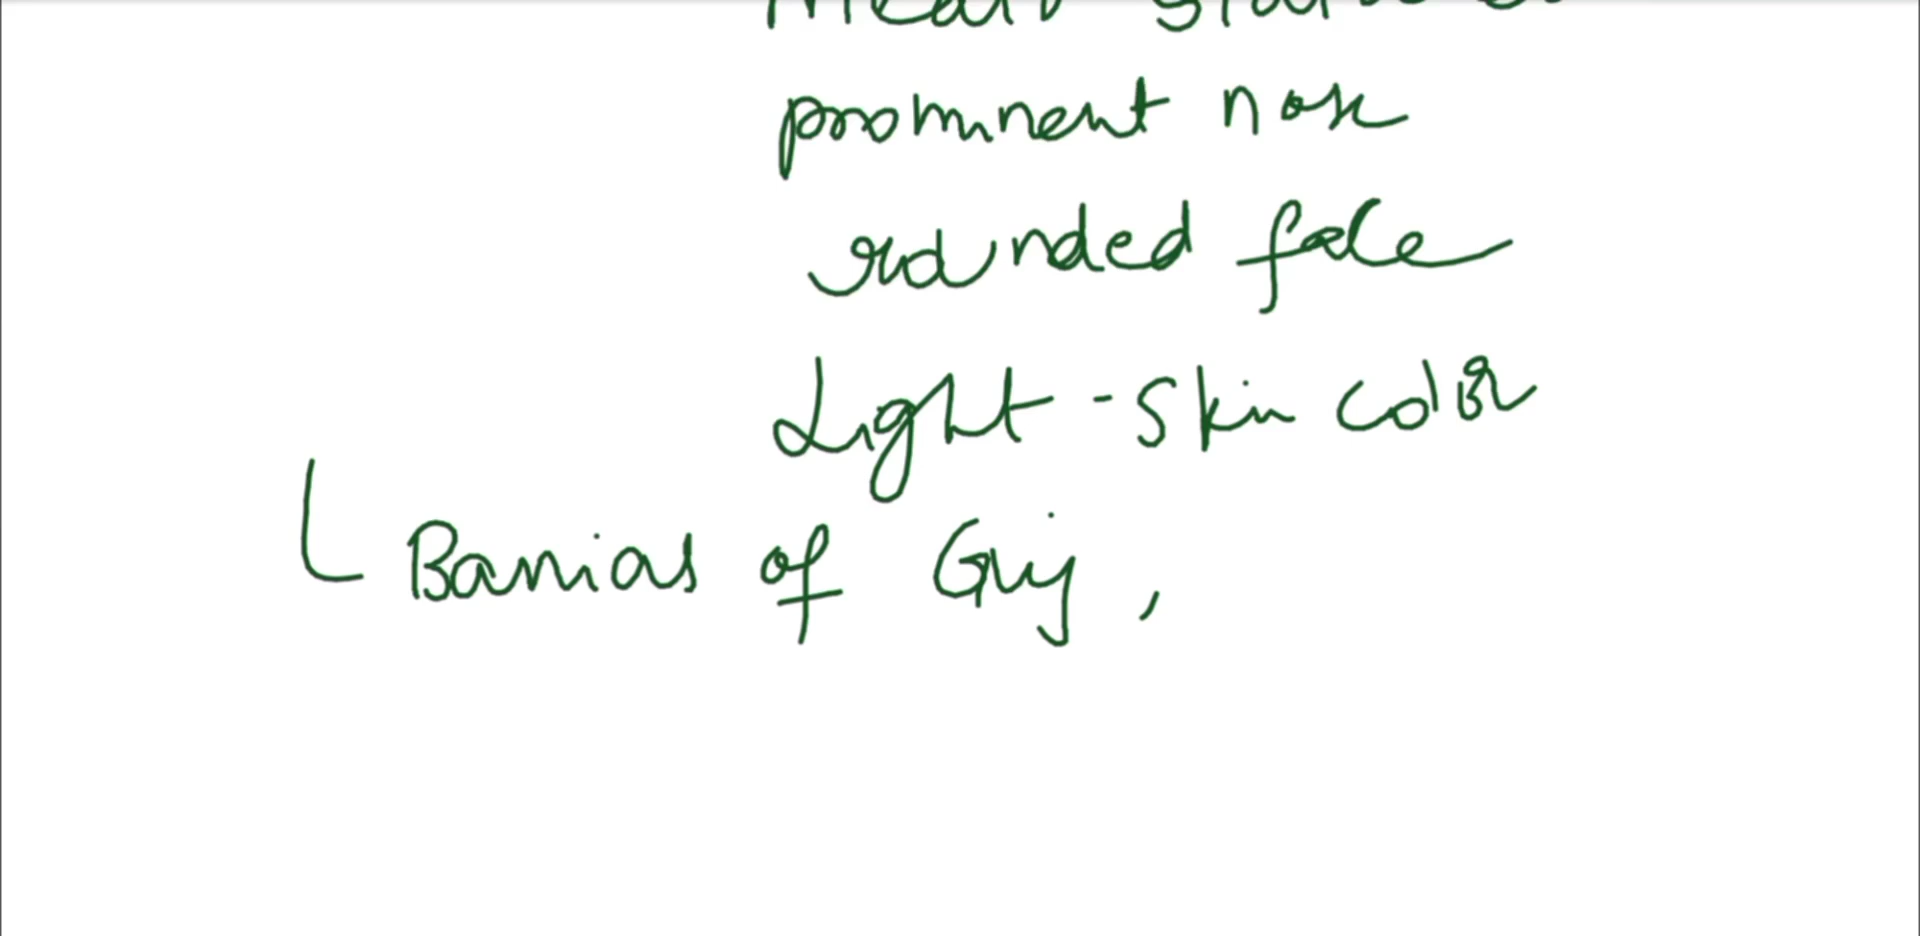 prominent nose
rounded face
Light - Skin color
Banias of Guj,